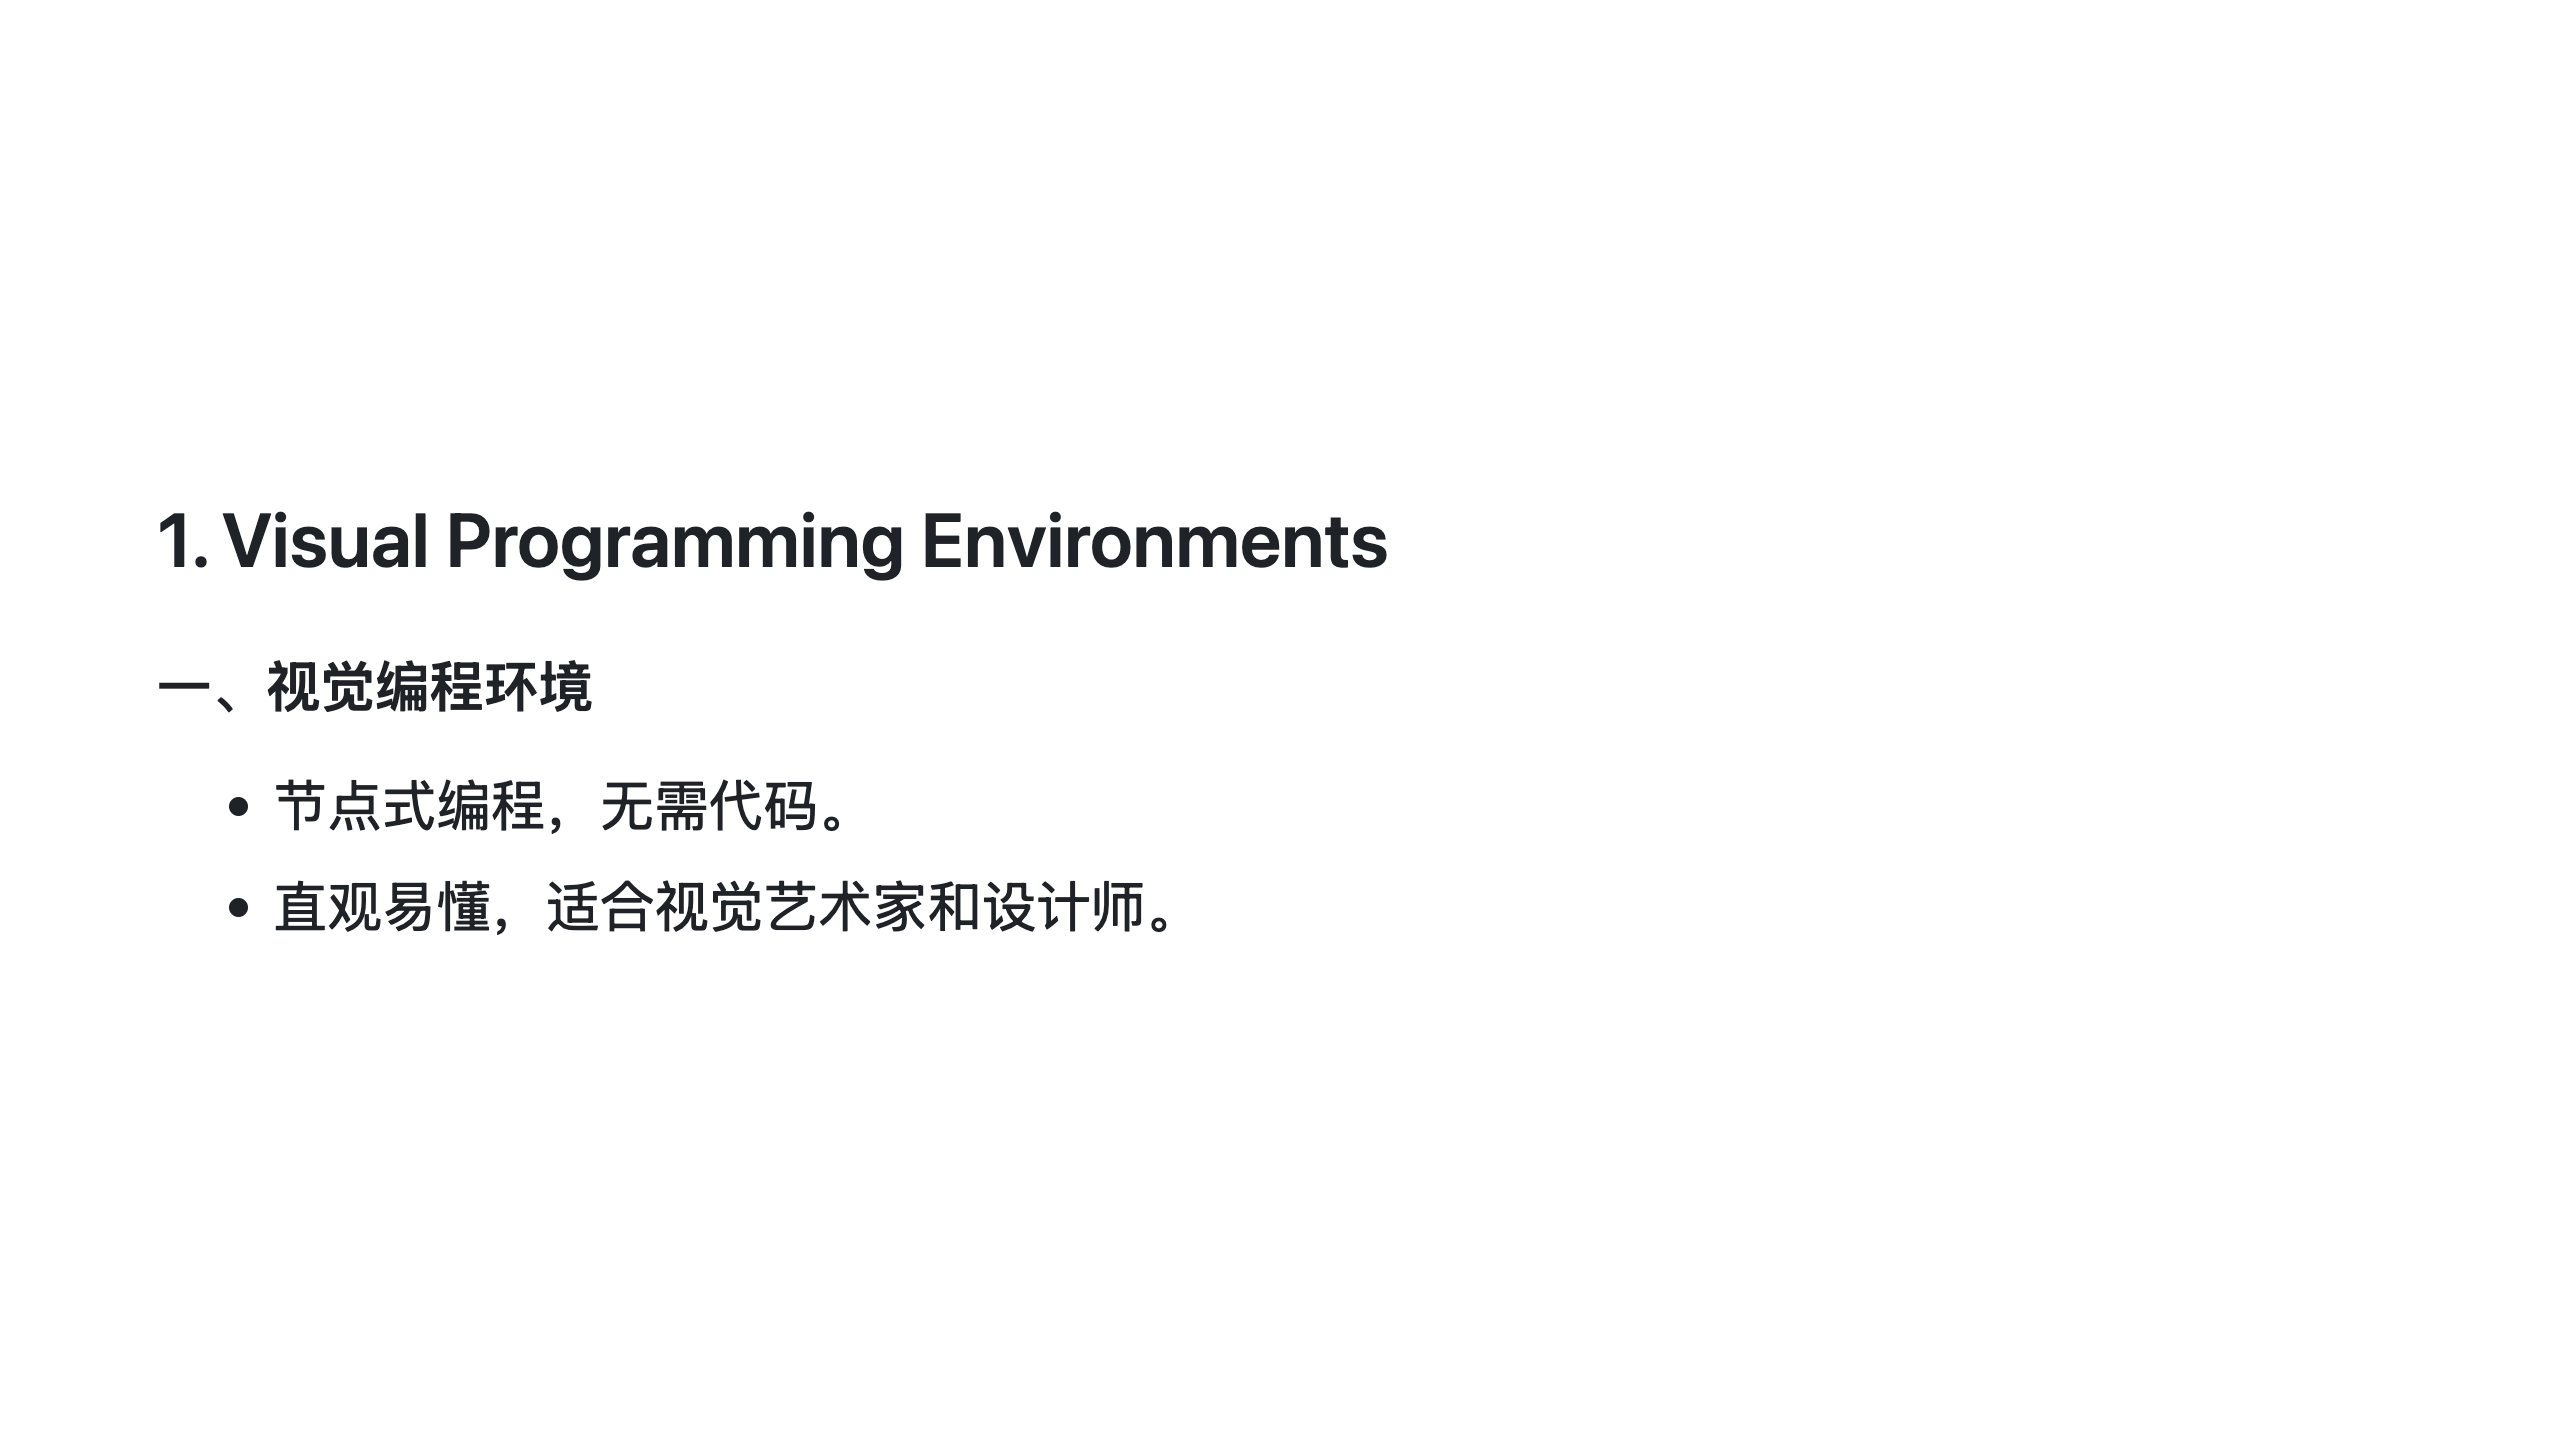 1. Visual Programming Environments
一、视觉编程环境
• 节点式编程，无需代码。
• 直观易懂，适合视觉艺术家和设计师。